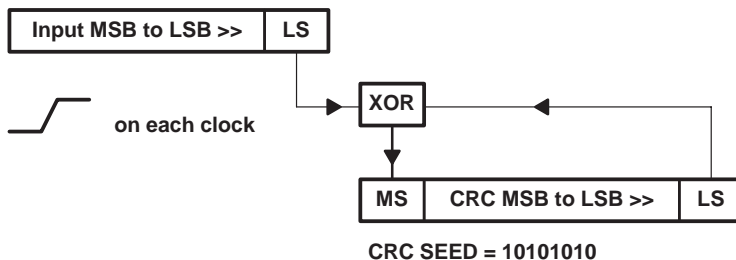 Input MSB to LSB >> LS
XOR
on each clock
MS CRC MSB to LSB >> LS
CRC SEED = 10101010